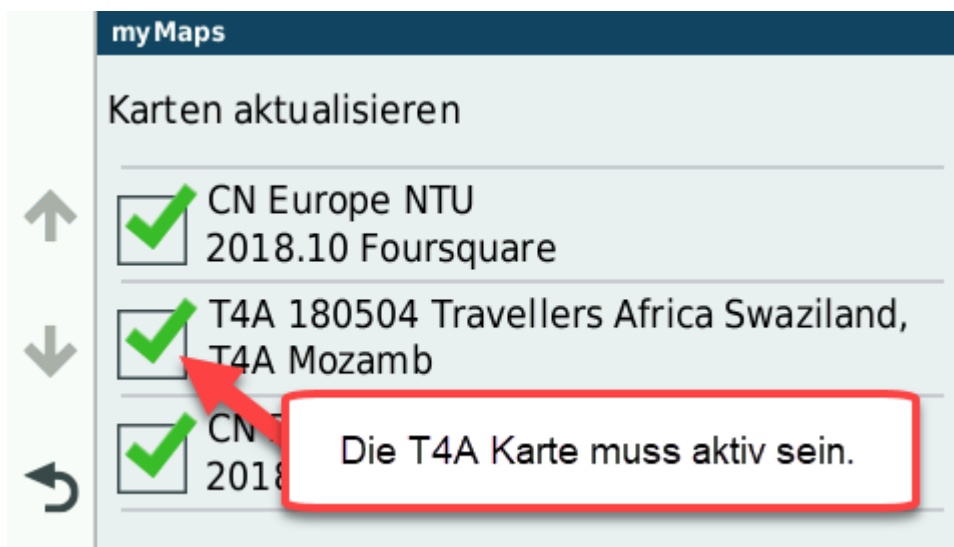 myMaps
Karten aktualisieren
CN Europe NTU
2018.10 Foursquare
T4A 180504 Travellers Africa Swaziland,
T4A Mozamb
CN
Die T4A Karte muss aktiv sein.